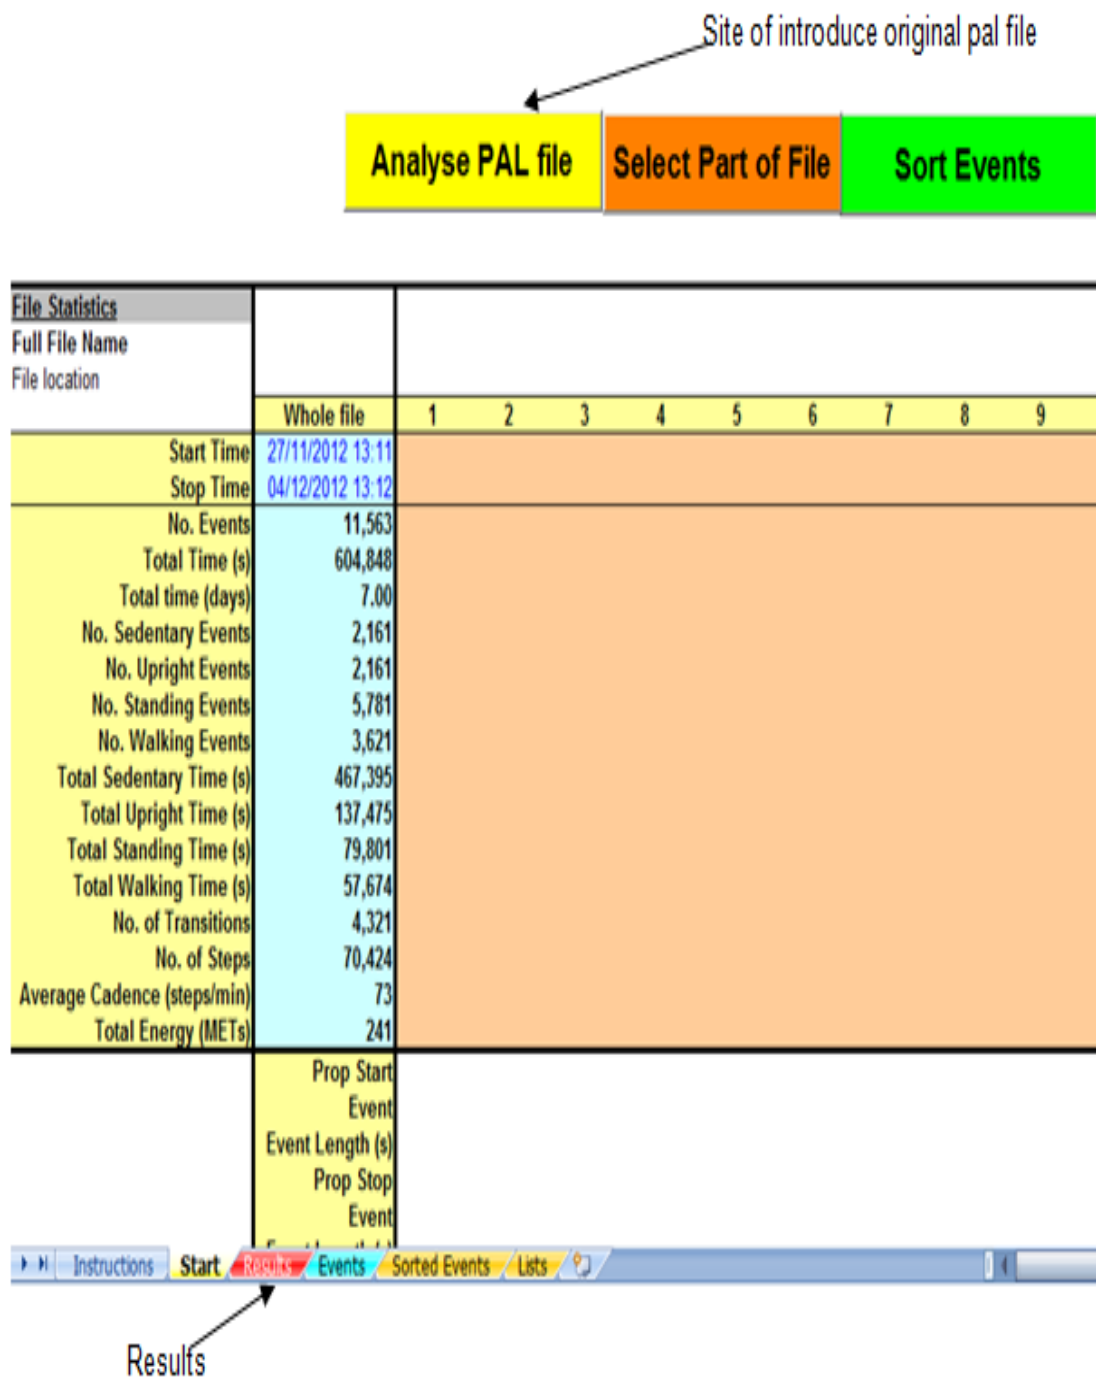 Site of introduce original pal file
Analyse PAL file Select Part of File Sort Events
File Statistics
Full File Name
File location
Whole file 1 2 3 4 5 6 7 8 9
Start Time 27/11/2012 13:11
Stop Time 04/12/2012 13:12
No. Events 11,563
Total Time (s) 604,848
Total time (days) 7.00
No. Sedentary Events 2,161
No. Upright Events 2,161
No. Standing Events 5,781
No. Walking Events 3,621
Total Sedentary Time (s) 467,395
Total Upright Time (s) 137,475
Total Standing Time (s) 79,801
Total Walking Time (s) 57,674
No. of Transitions 4,321
No. of Steps 70,424
Average Cadence (steps/min) 73
Total Energy (METs) 241
Prop Start
Event
Event Length (s)
Prop Stop
Event
Instructions Start Results Events Sorted Events Lists
Results